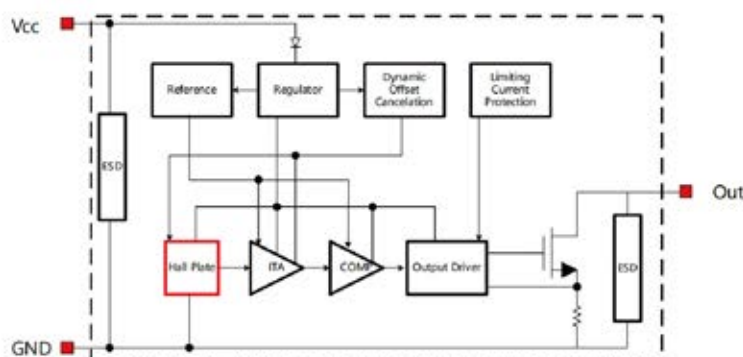 Vcc
Reference
Regulator
Dynamic
Offset
Cancelation
Limiting
Current
Protection
ESD
Out
Hall Plate
ITA
COMP
Output Driver
ESD
GND